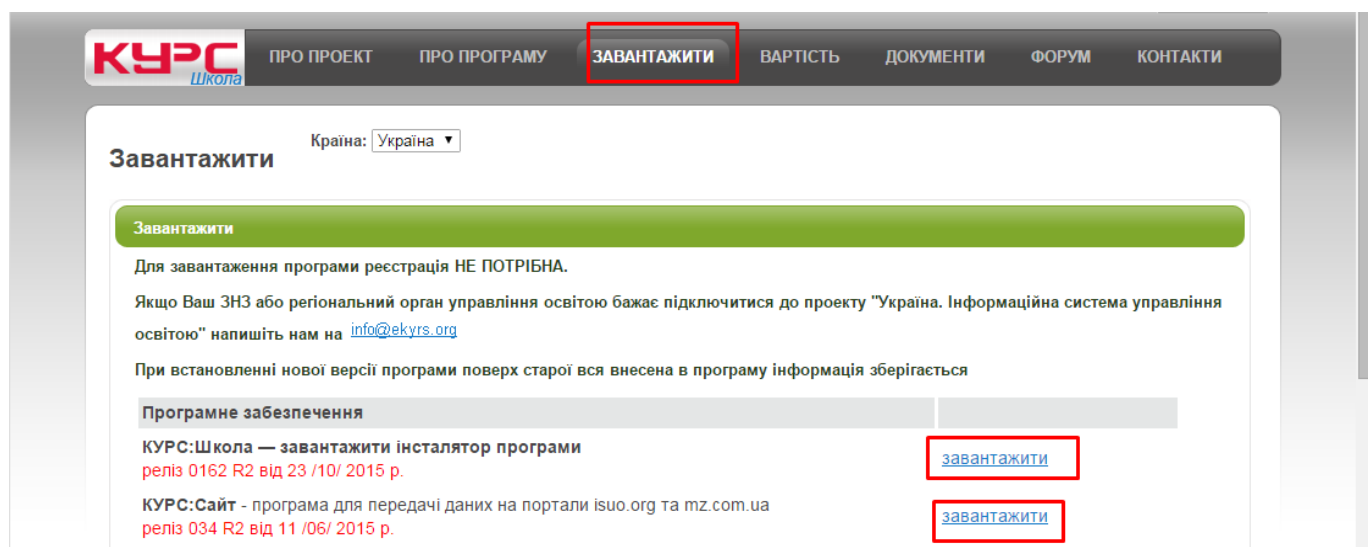 КУРС Школа
ПРО ПРОЕКТ ПРО ПРОГРАМУ ЗАВАНТАЖИТИ ВАРТІСТЬ ДОКУМЕНТИ ФОРУМ КОНТАКТИ
Завантажити
Країна: Україна
Завантажити
Для завантаження програми реєстрація НЕ ПОТРІБНА.
Якщо Ваш ЗНЗ або регіональний орган управління освітою бажає підключитися до проекту "Україна. Інформаційна система управління
освітою" напишіть нам на info@ekyrs.org
При встановленні нової версії програми поверх старої вся внесена в програму інформація зберігається
Програмне забезпечення
КУРС:Школа — завантажити інсталятор програми
реліз 0162 R2 від 23 /10/ 2015 р.
завантажити
КУРС:Сайт - програма для передачі даних на портали isuo.org та mz.com.ua
реліз 034 R2 від 11 /06/ 2015 р.
завантажити